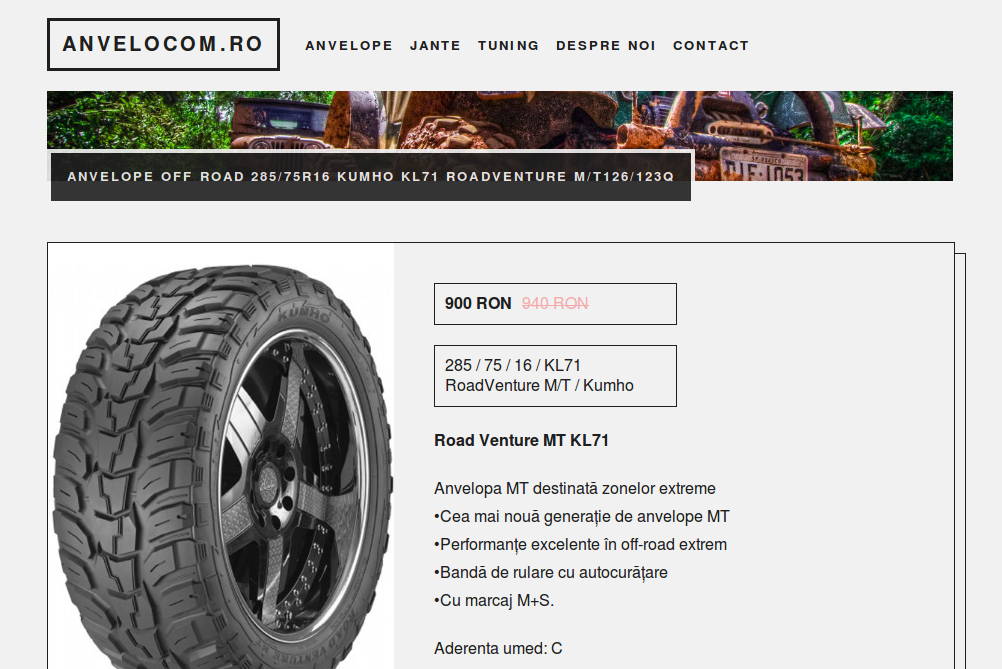 ANVELOCOM.RO
ANVELOPE JANTE TUNING DESPRE NOI CONTACT
ANVELOPE OFF ROAD 285/75R16 KUMHO KL71 ROADVENTURE M/T126/123Q
KUMHO
900 RON 940 RON
285 / 75 / 16 / KL71
RoadVenture M/T / Kumho
Road Venture MT KL71
Anvelopa MT destinată zonelor extreme
•Cea mai nouă generație de anvelope MT
•Performanțe excelente în off-road extrem
•Bandă de rulare cu autocurățare
•Cu marcaj M+S.
Aderenta umed: C